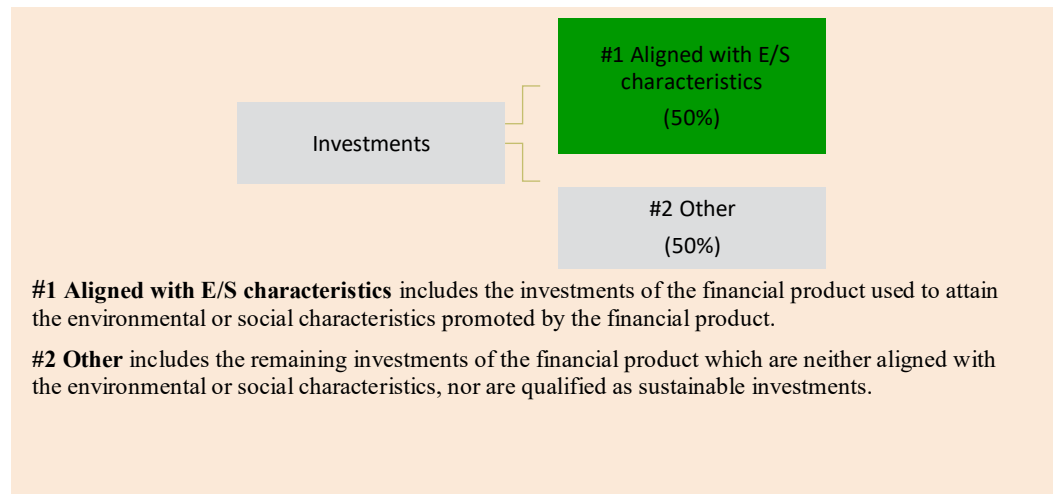 #1 Aligned with E/S
characteristics
(50%)
Investments
#2 Other
(50%)
#1 Aligned with E/S characteristics includes the investments of the financial product used to attain
the environmental or social characteristics promoted by the financial product.
#2 Other includes the remaining investments of the financial product which are neither aligned with
the environmental or social characteristics, nor are qualified as sustainable investments.